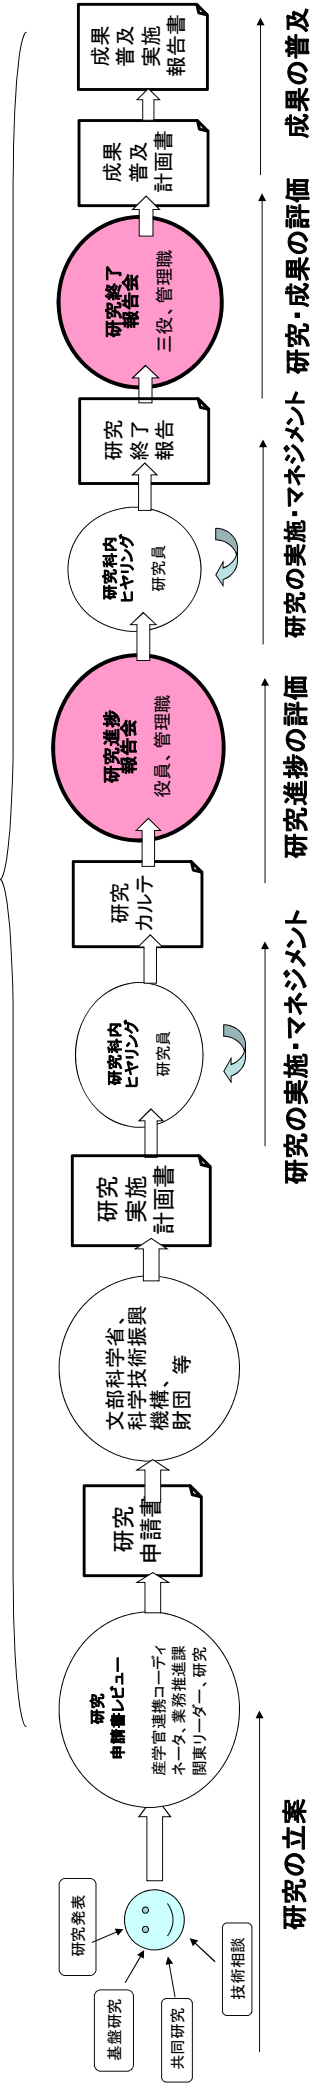 研究発表
基盤研究
共同研究
技術相談
研究
申請書レビュー
産学官連携コーディ
ネータ、業務推進課
関東リーダー、研究
研究
申請書
文部科学省、
科学技術振興
機構、
財団 等
研究
実施
計画書
研究科内
ヒヤリング
研究員
研究
カルテ
研究進捗
報告会
役員、管理職
研究科内
ヒヤリング
研究員
研究
終了
報告
研究終了
報告会
三役、管理職
成果
普及
計画書
成果
普及
実施
報告書
研究の立案
研究の実施・マネジメント
研究進捗の評価
研究の実施・マネジメント
研究・成果の評価
成果の普及